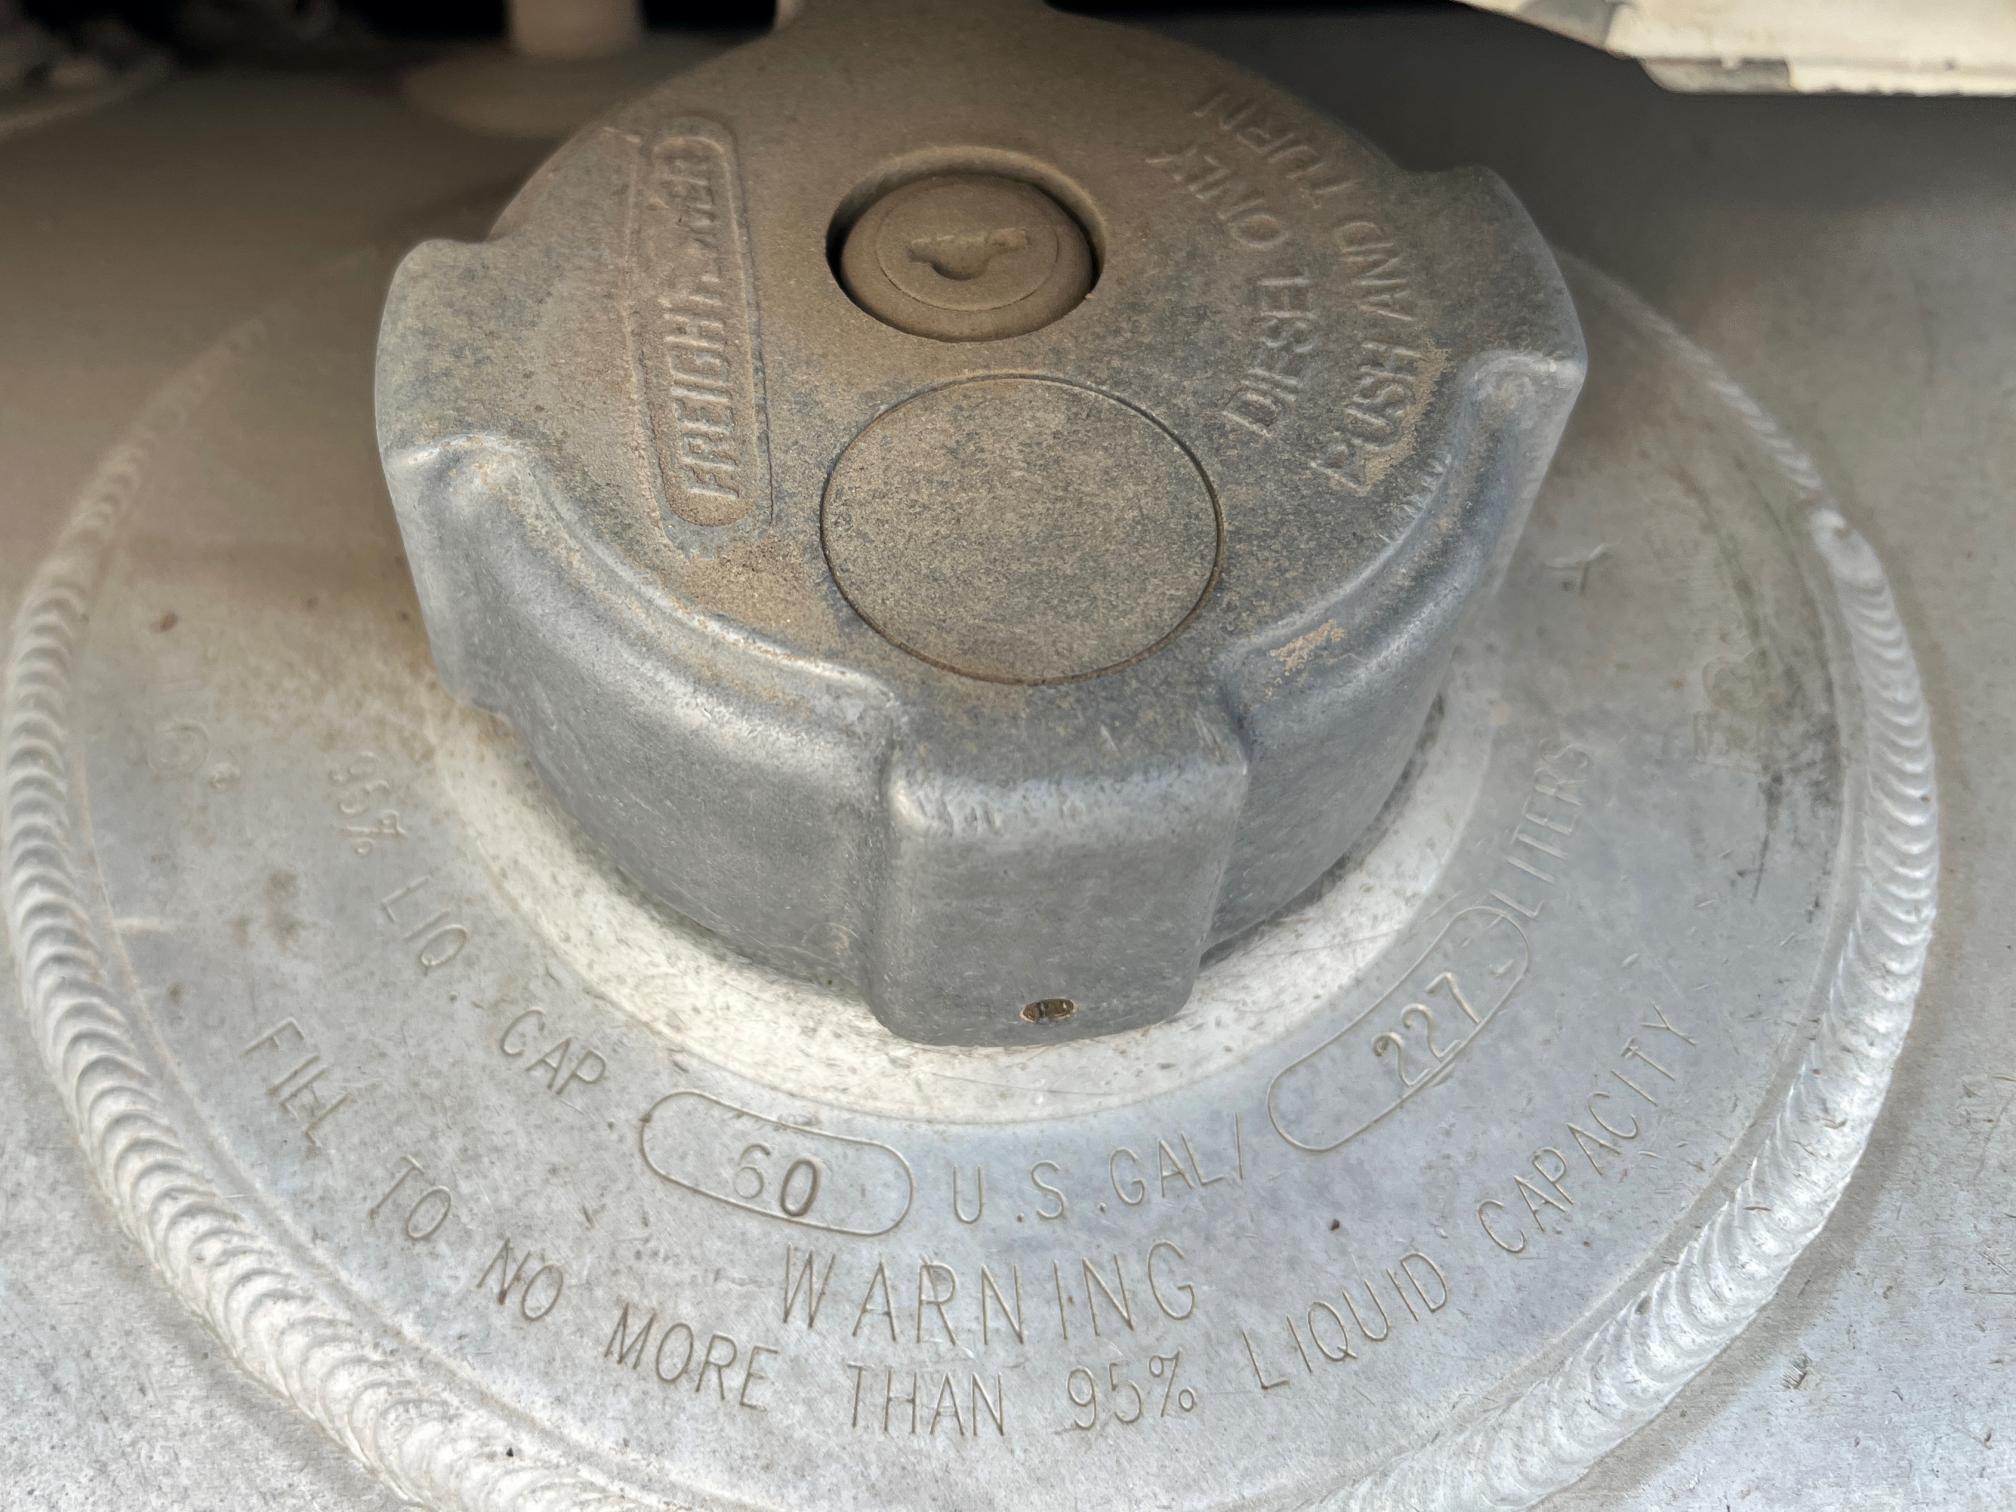 FREIGHTLINER
DIESEL ONLY
PUSH AND TURN
95% LIQ CAP 60 U.S. GAL/ 227 LITERS
WARNING
FILL TO NO MORE THAN 95% LIQUID CAPACITY